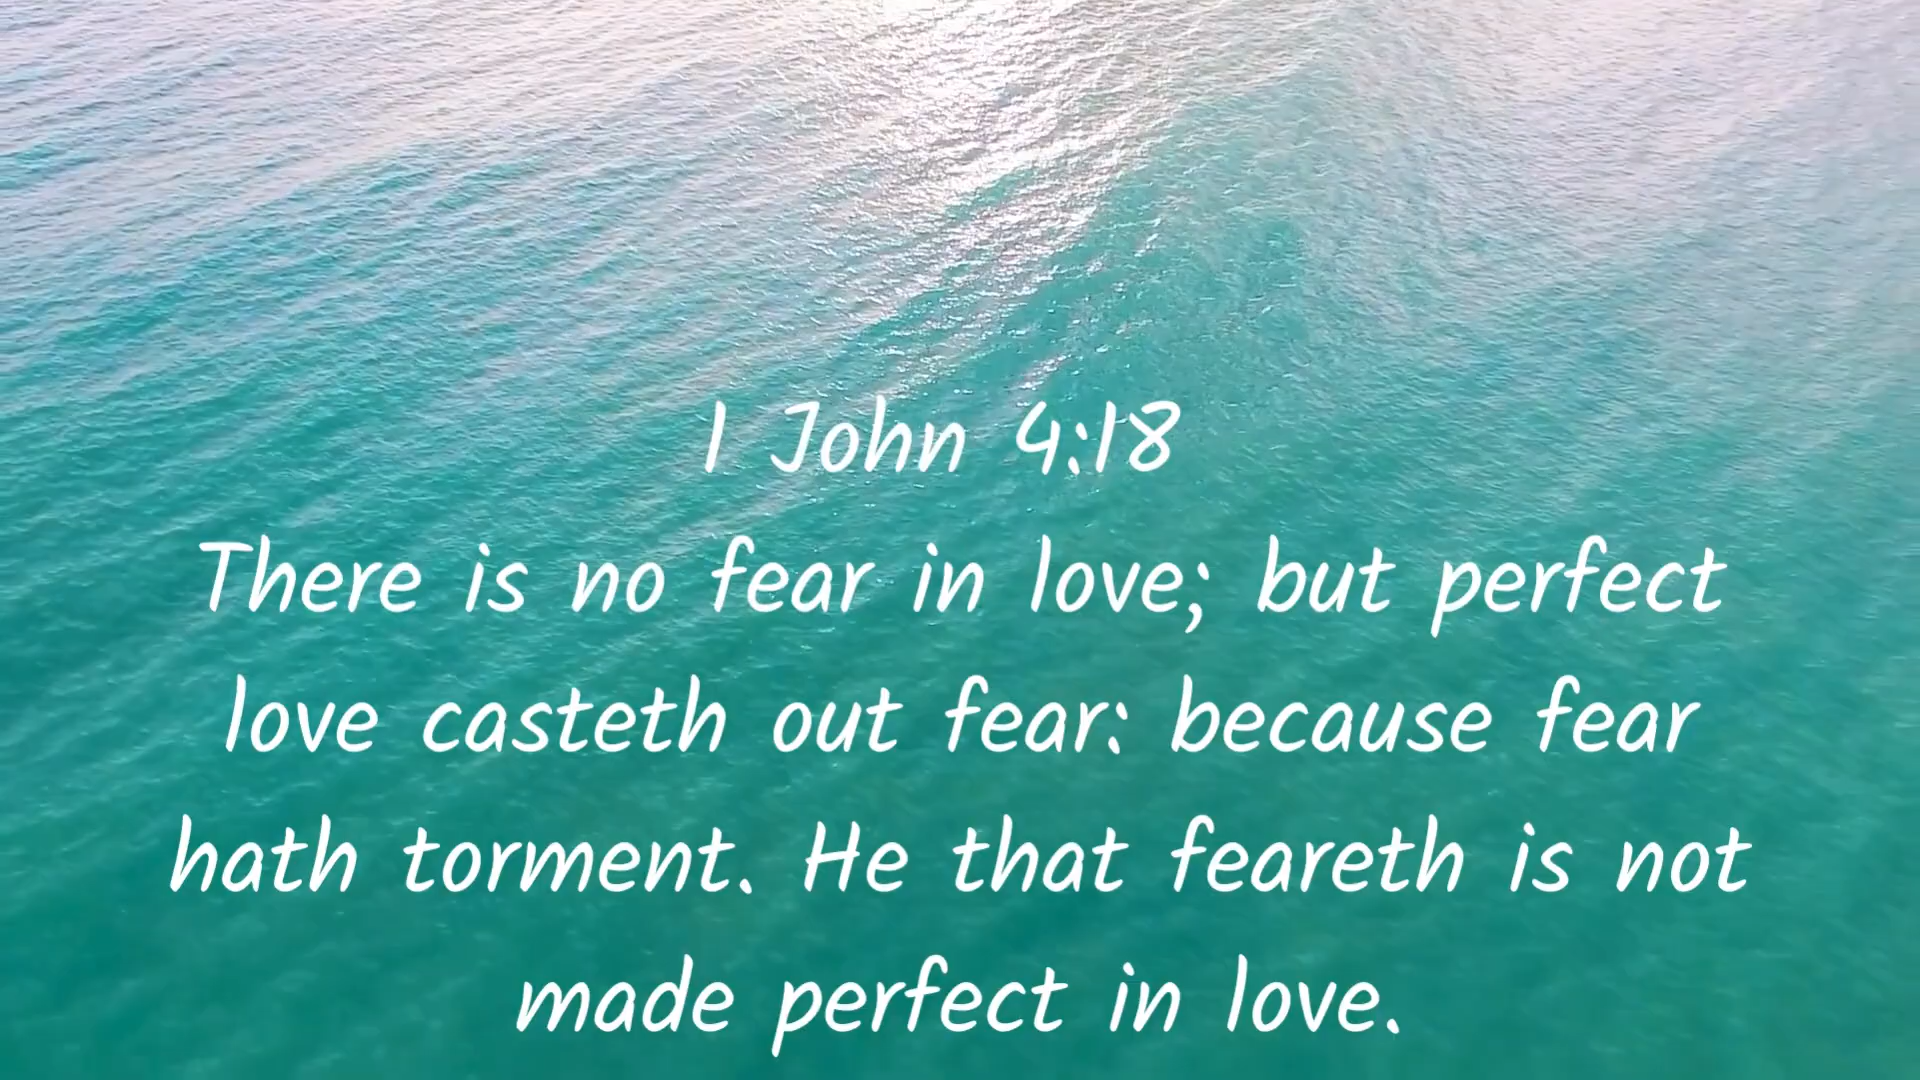 1 John 4:18
There is no fear in love; but perfect
love casteth out fear: because fear
hath torment. He that feareth is not
made perfect in love.